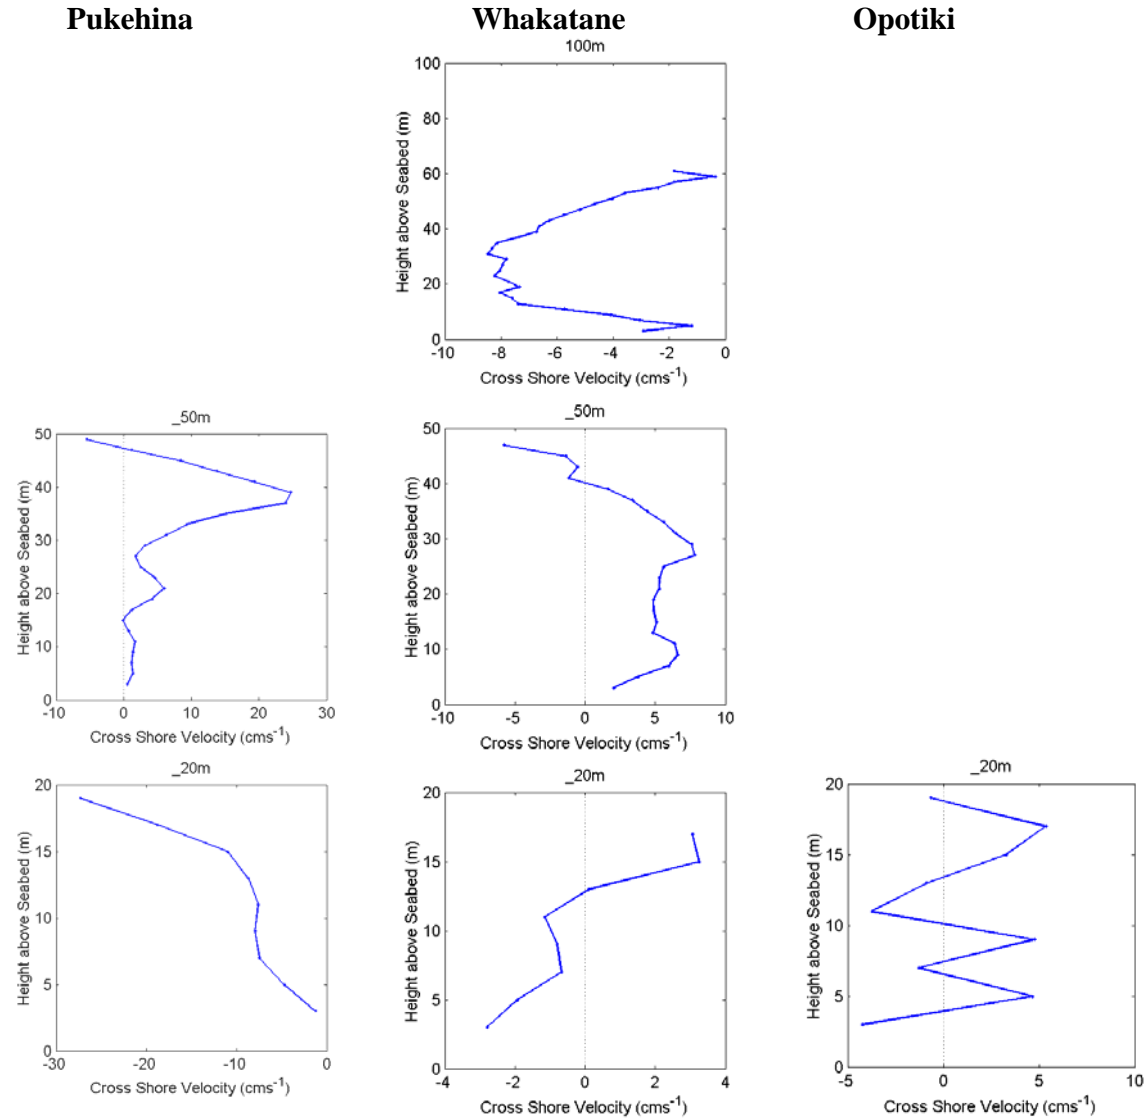 Pukehina Whakatane Opotiki
100m
100
80
60
40
20
0
Height above Seabed (m)
-10 -8 -6 -4 -2 0
Cross Shore Velocity (cms-1)
_50m
50
40
30
20
10
0
Height above Seabed (m)
-10 0 10 20 30
Cross Shore Velocity (cms-1)
_50m
50
40
30
20
10
0
Height above Seabed (m)
-10 -5 0 5 10
Cross Shore Velocity (cms-1)
_20m
20
15
10
5
0
Height above Seabed (m)
-30 -20 -10 0
Cross Shore Velocity (cms-1)
_20m
20
15
10
5
0
Height above Seabed (m)
-4 -2 0 2 4
Cross Shore Velocity (cms-1)
_20m
20
15
10
5
0
Height above Seabed (m)
-5 0 5 10
Cross Shore Velocity (cms-1)